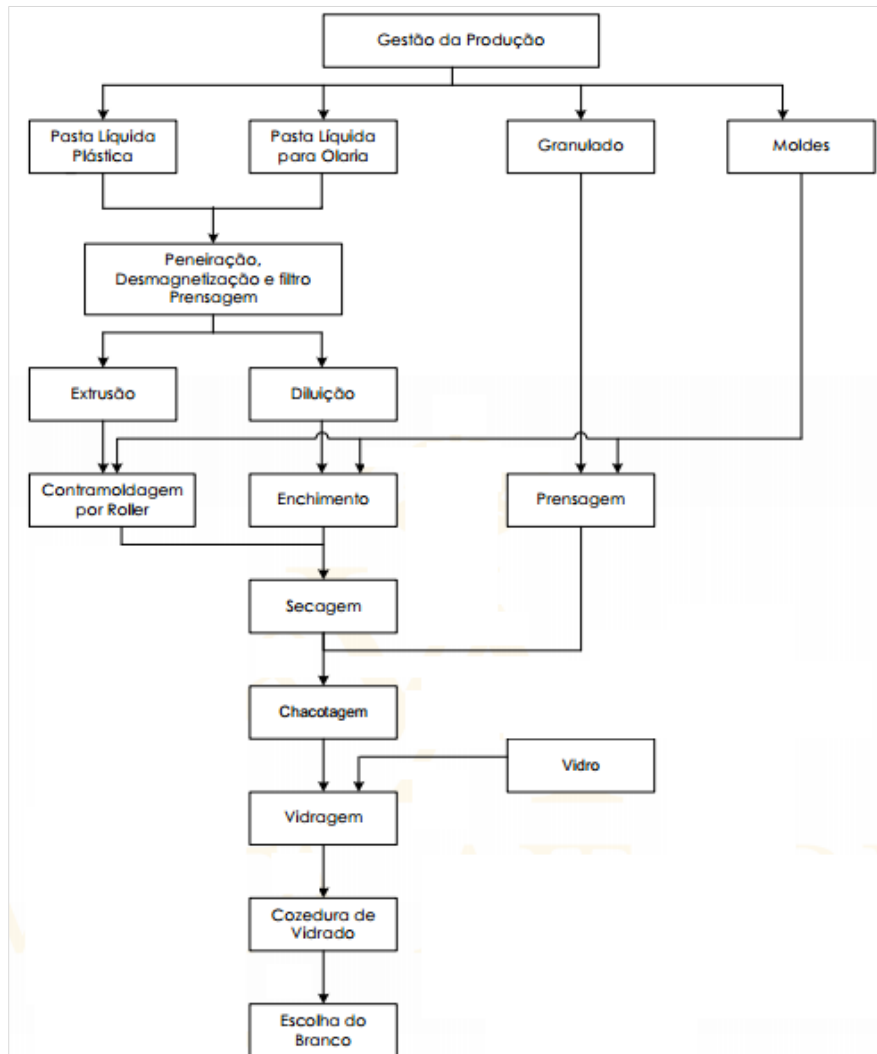 Gestão da Produção
Pasta Líquida
Plástica
Pasta Líquida
para Olaria
Granulado
Moldes
Peneiração,
Desmagnetização e filtro
Prensagem
Extrusão
Diluição
Contramoldagem
por Roller
Enchimento
Prensagem
Secagem
Chacotagem
Vidro
Vidragem
Cozedura de
Vidrado
Escolha do
Branco